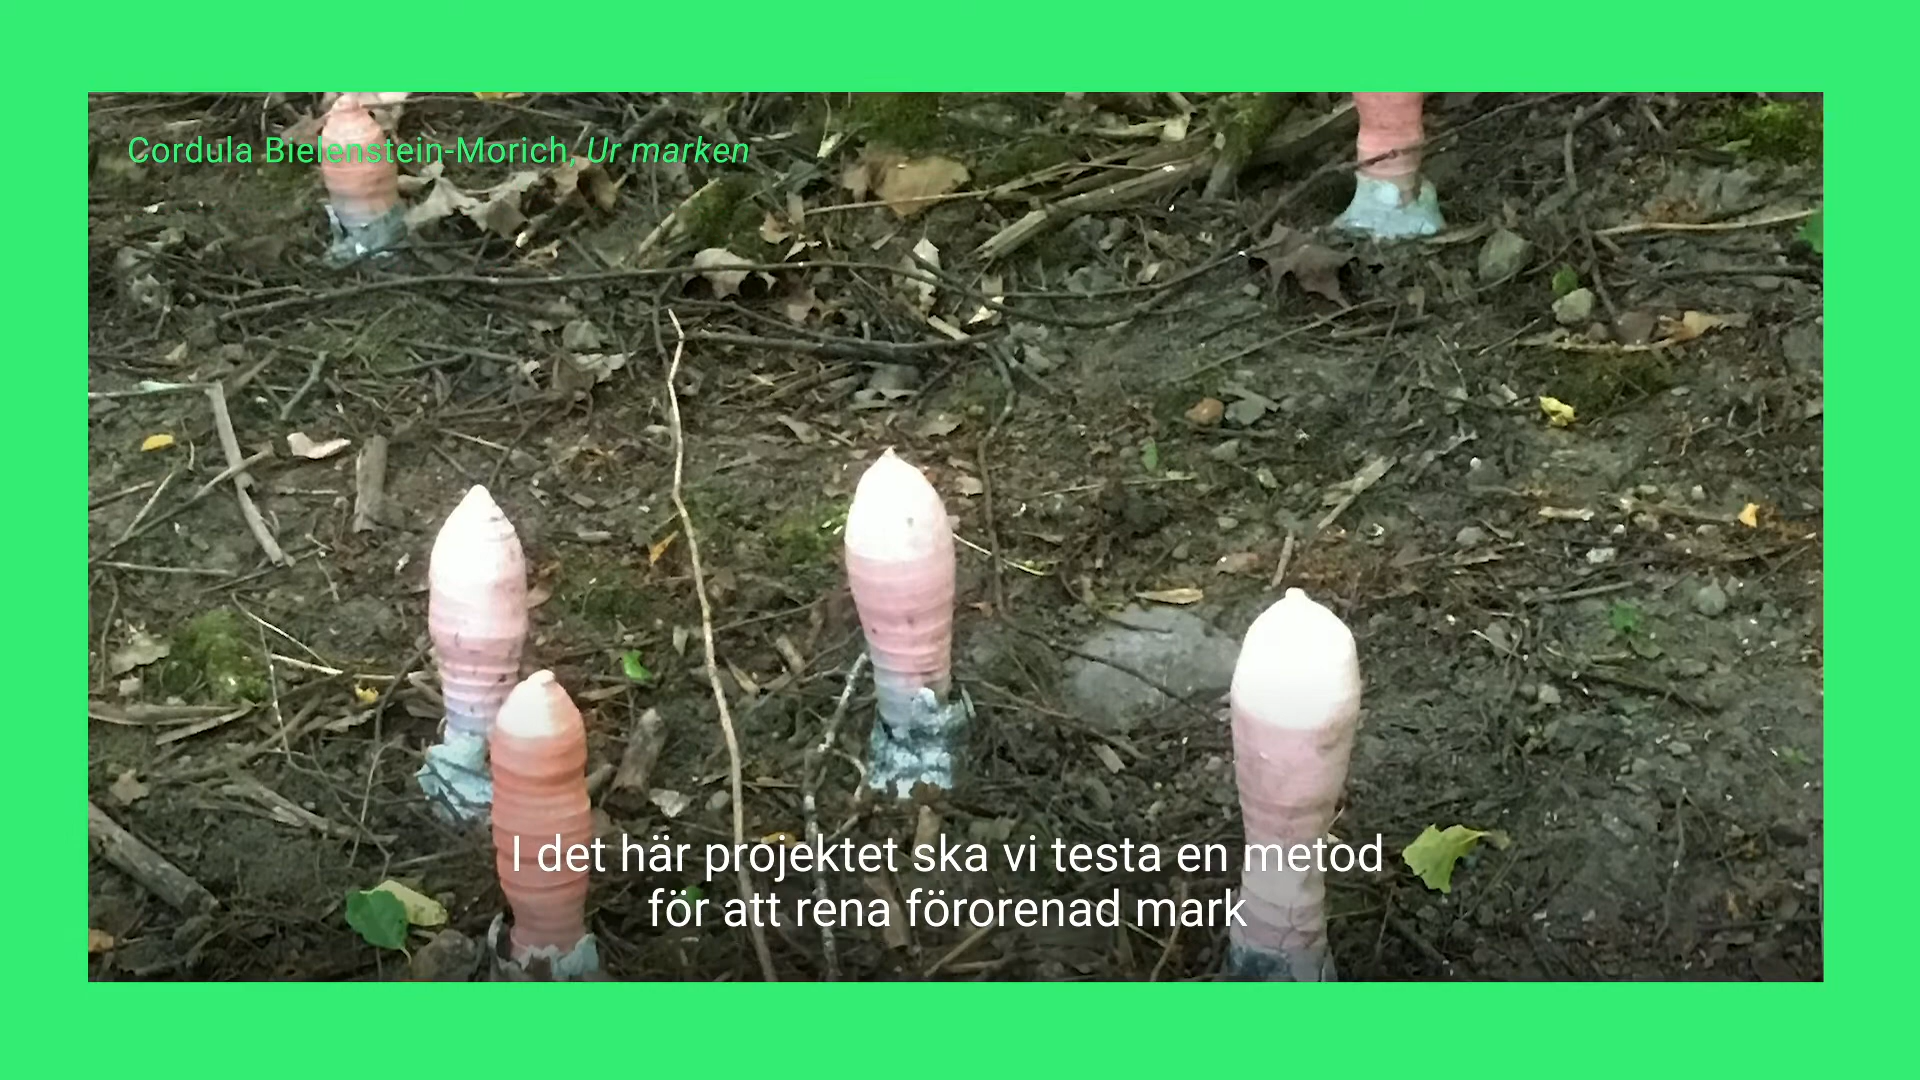 Cordula Bielenstein-Morich, Ur marken
I det här projektet ska vi testa en metod
för att rena förorenad mark